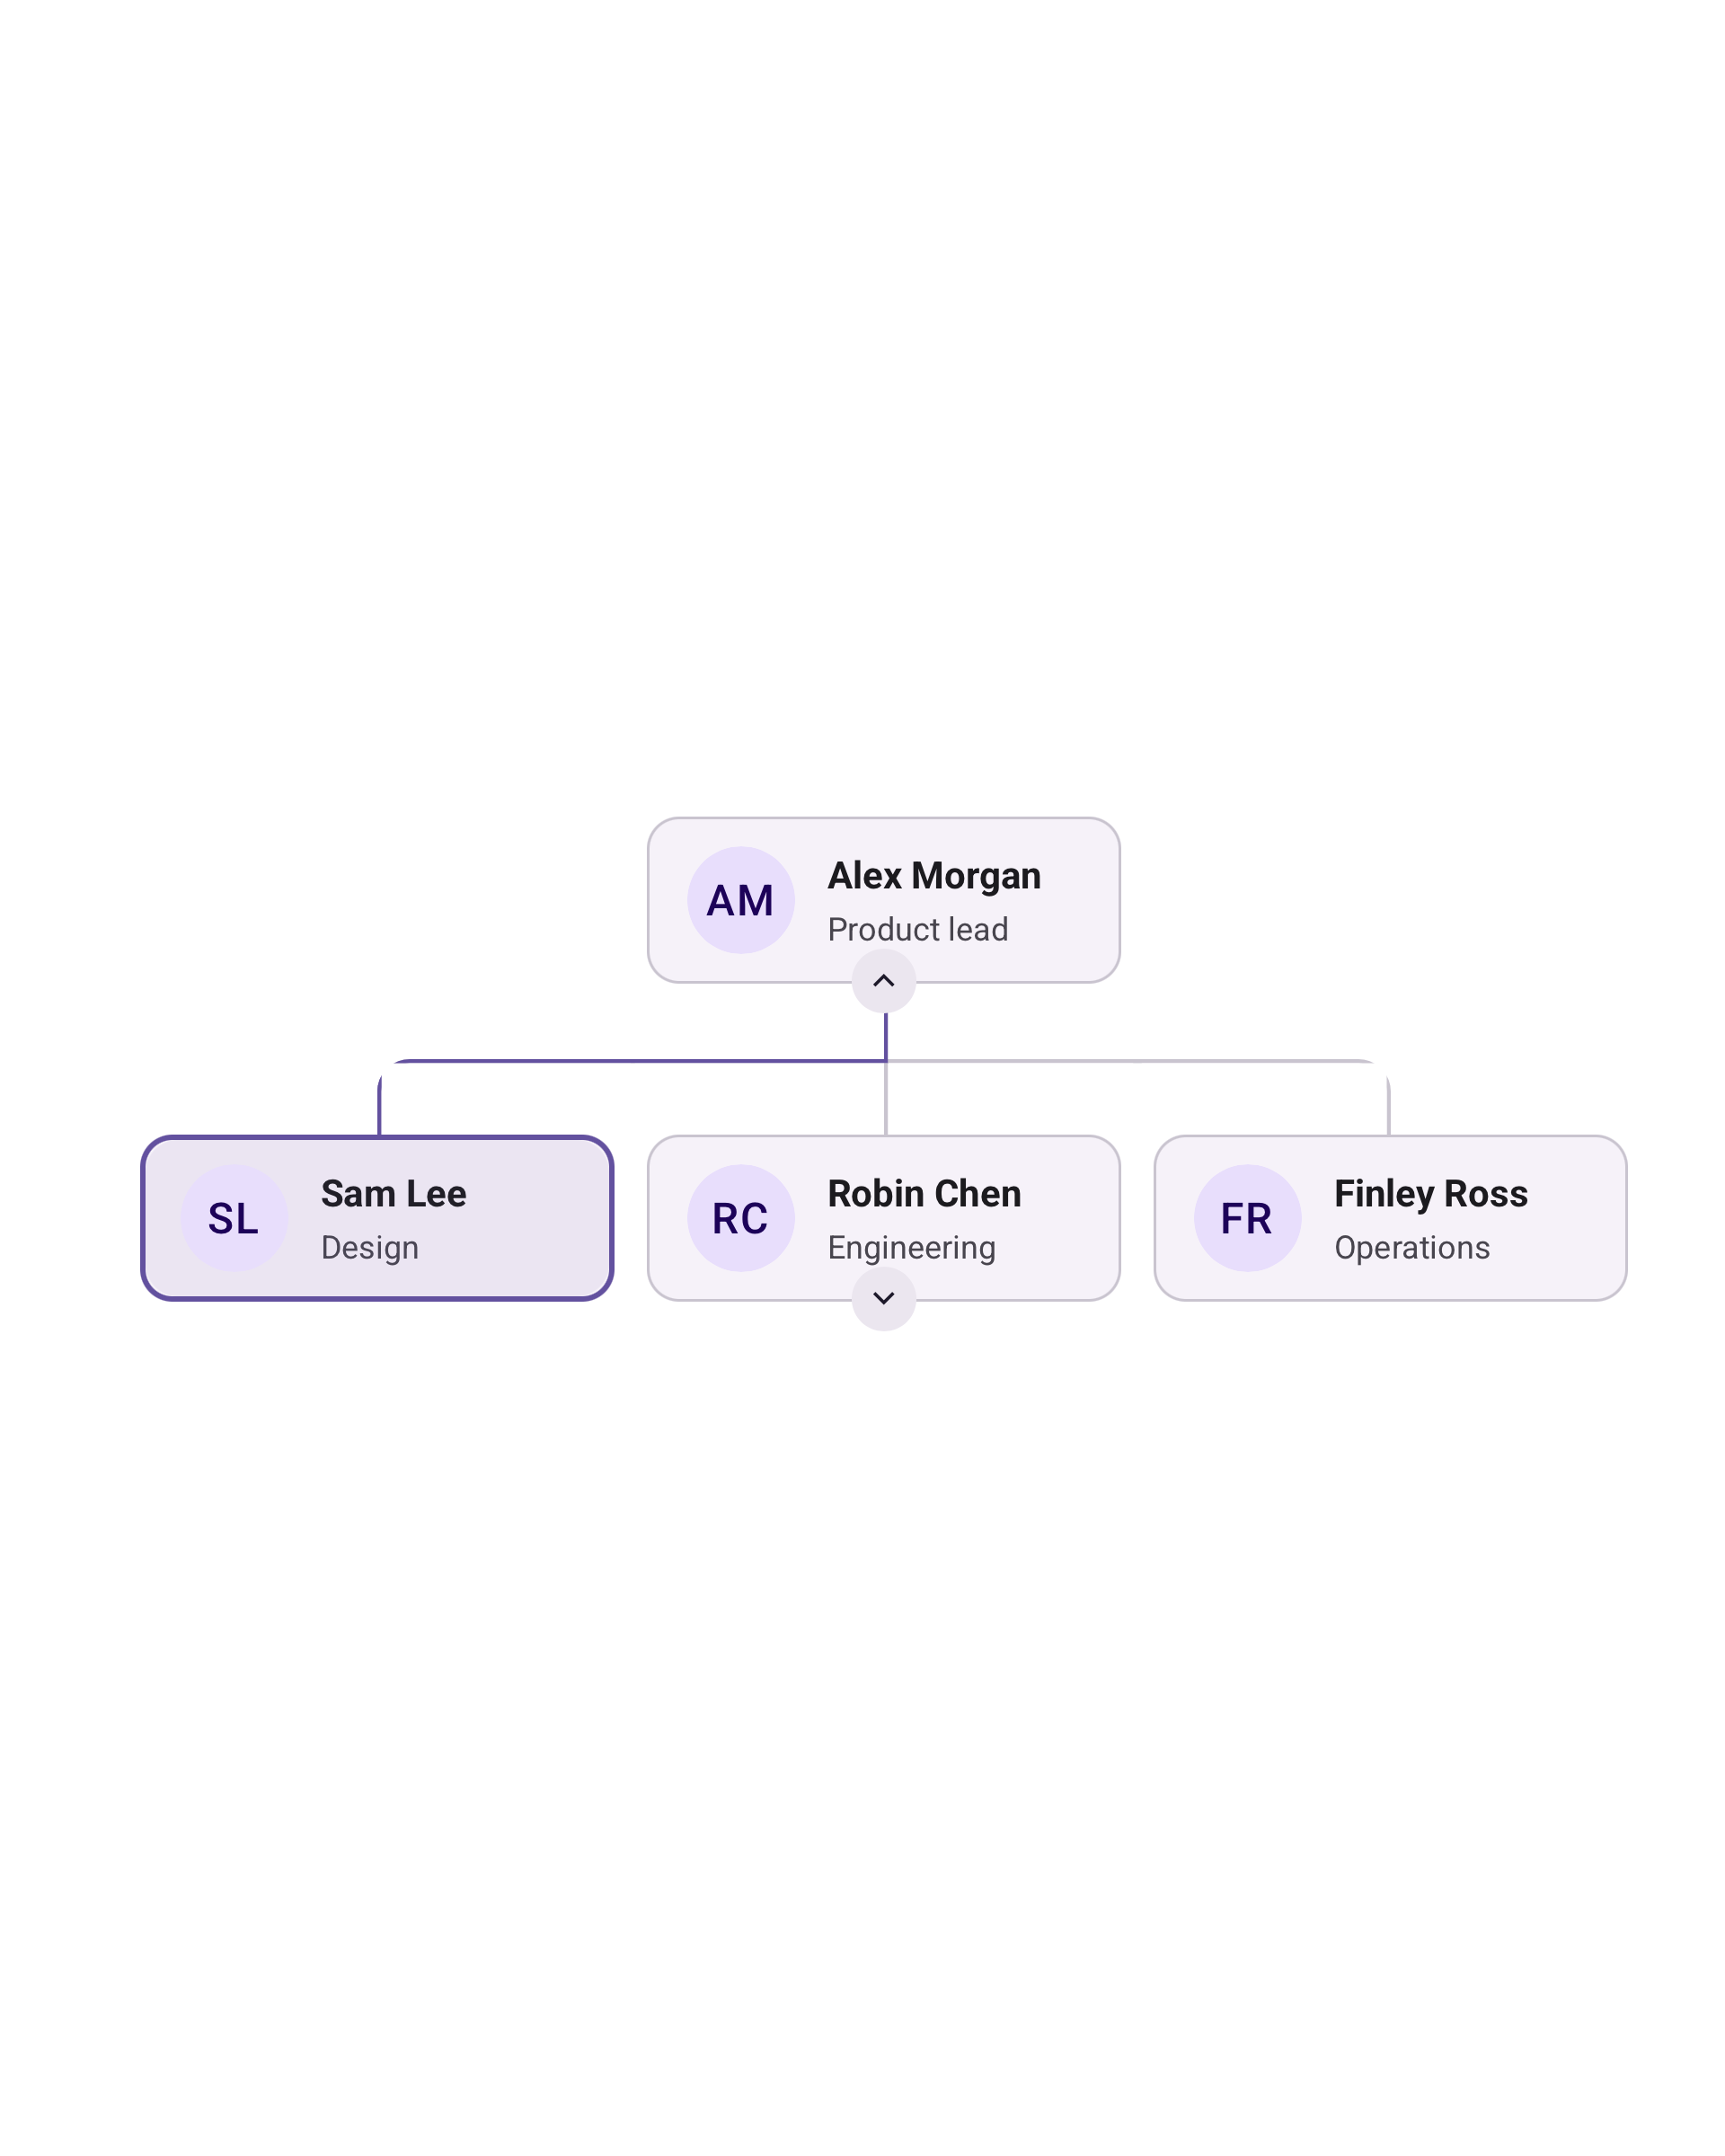 AM
Alex Morgan
Product lead
SL
Sam Lee
Design
RC
Robin Chen
Engineering
FR
Finley Ross
Operations